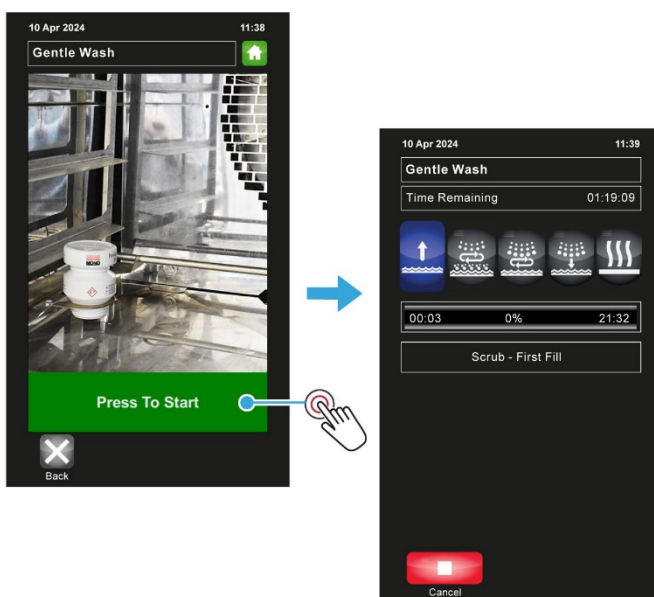 10 Apr 2024 11:38
Gentle Wash
MONO
Press To Start
Back
10 Apr 2024 11:39
Gentle Wash
Time Remaining 01:19:09
00:03 0% 21:32
Scrub - First Fill
Cancel